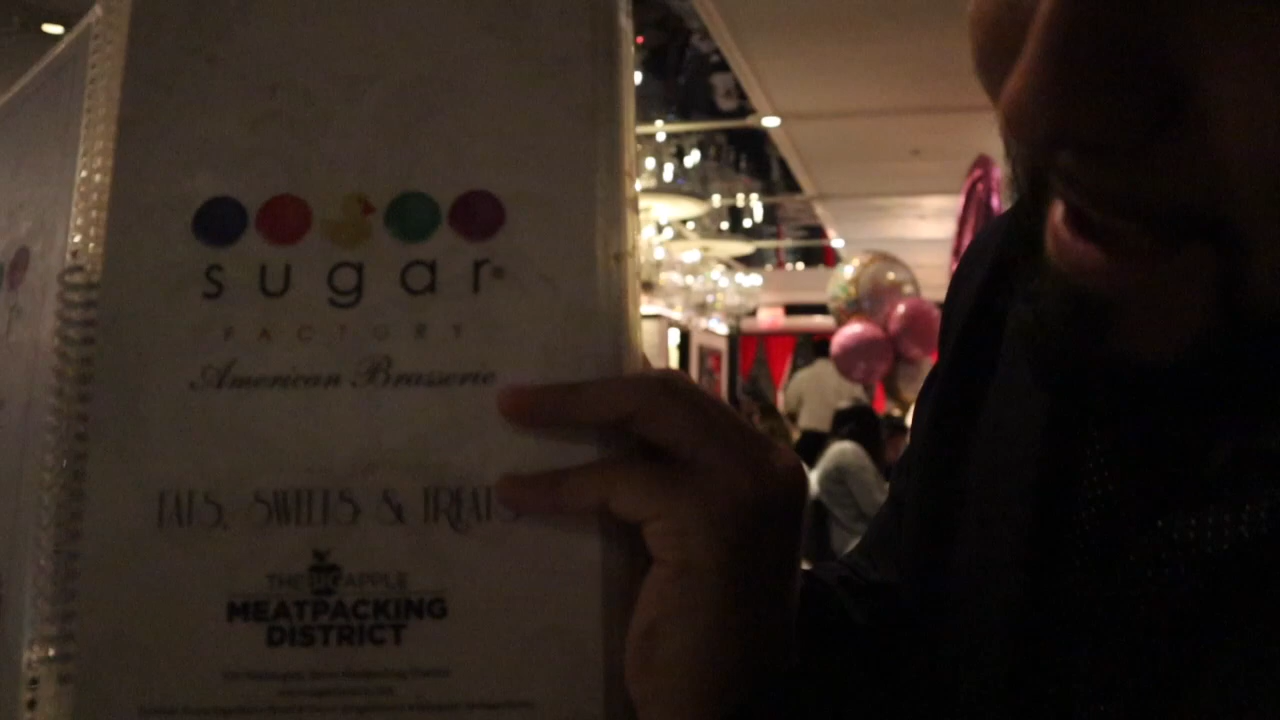 sugar
FACTORY
American Brasserie
EATS, SWEETS & TREATS
THE BIG APPLE
MEATPACKING
DISTRICT